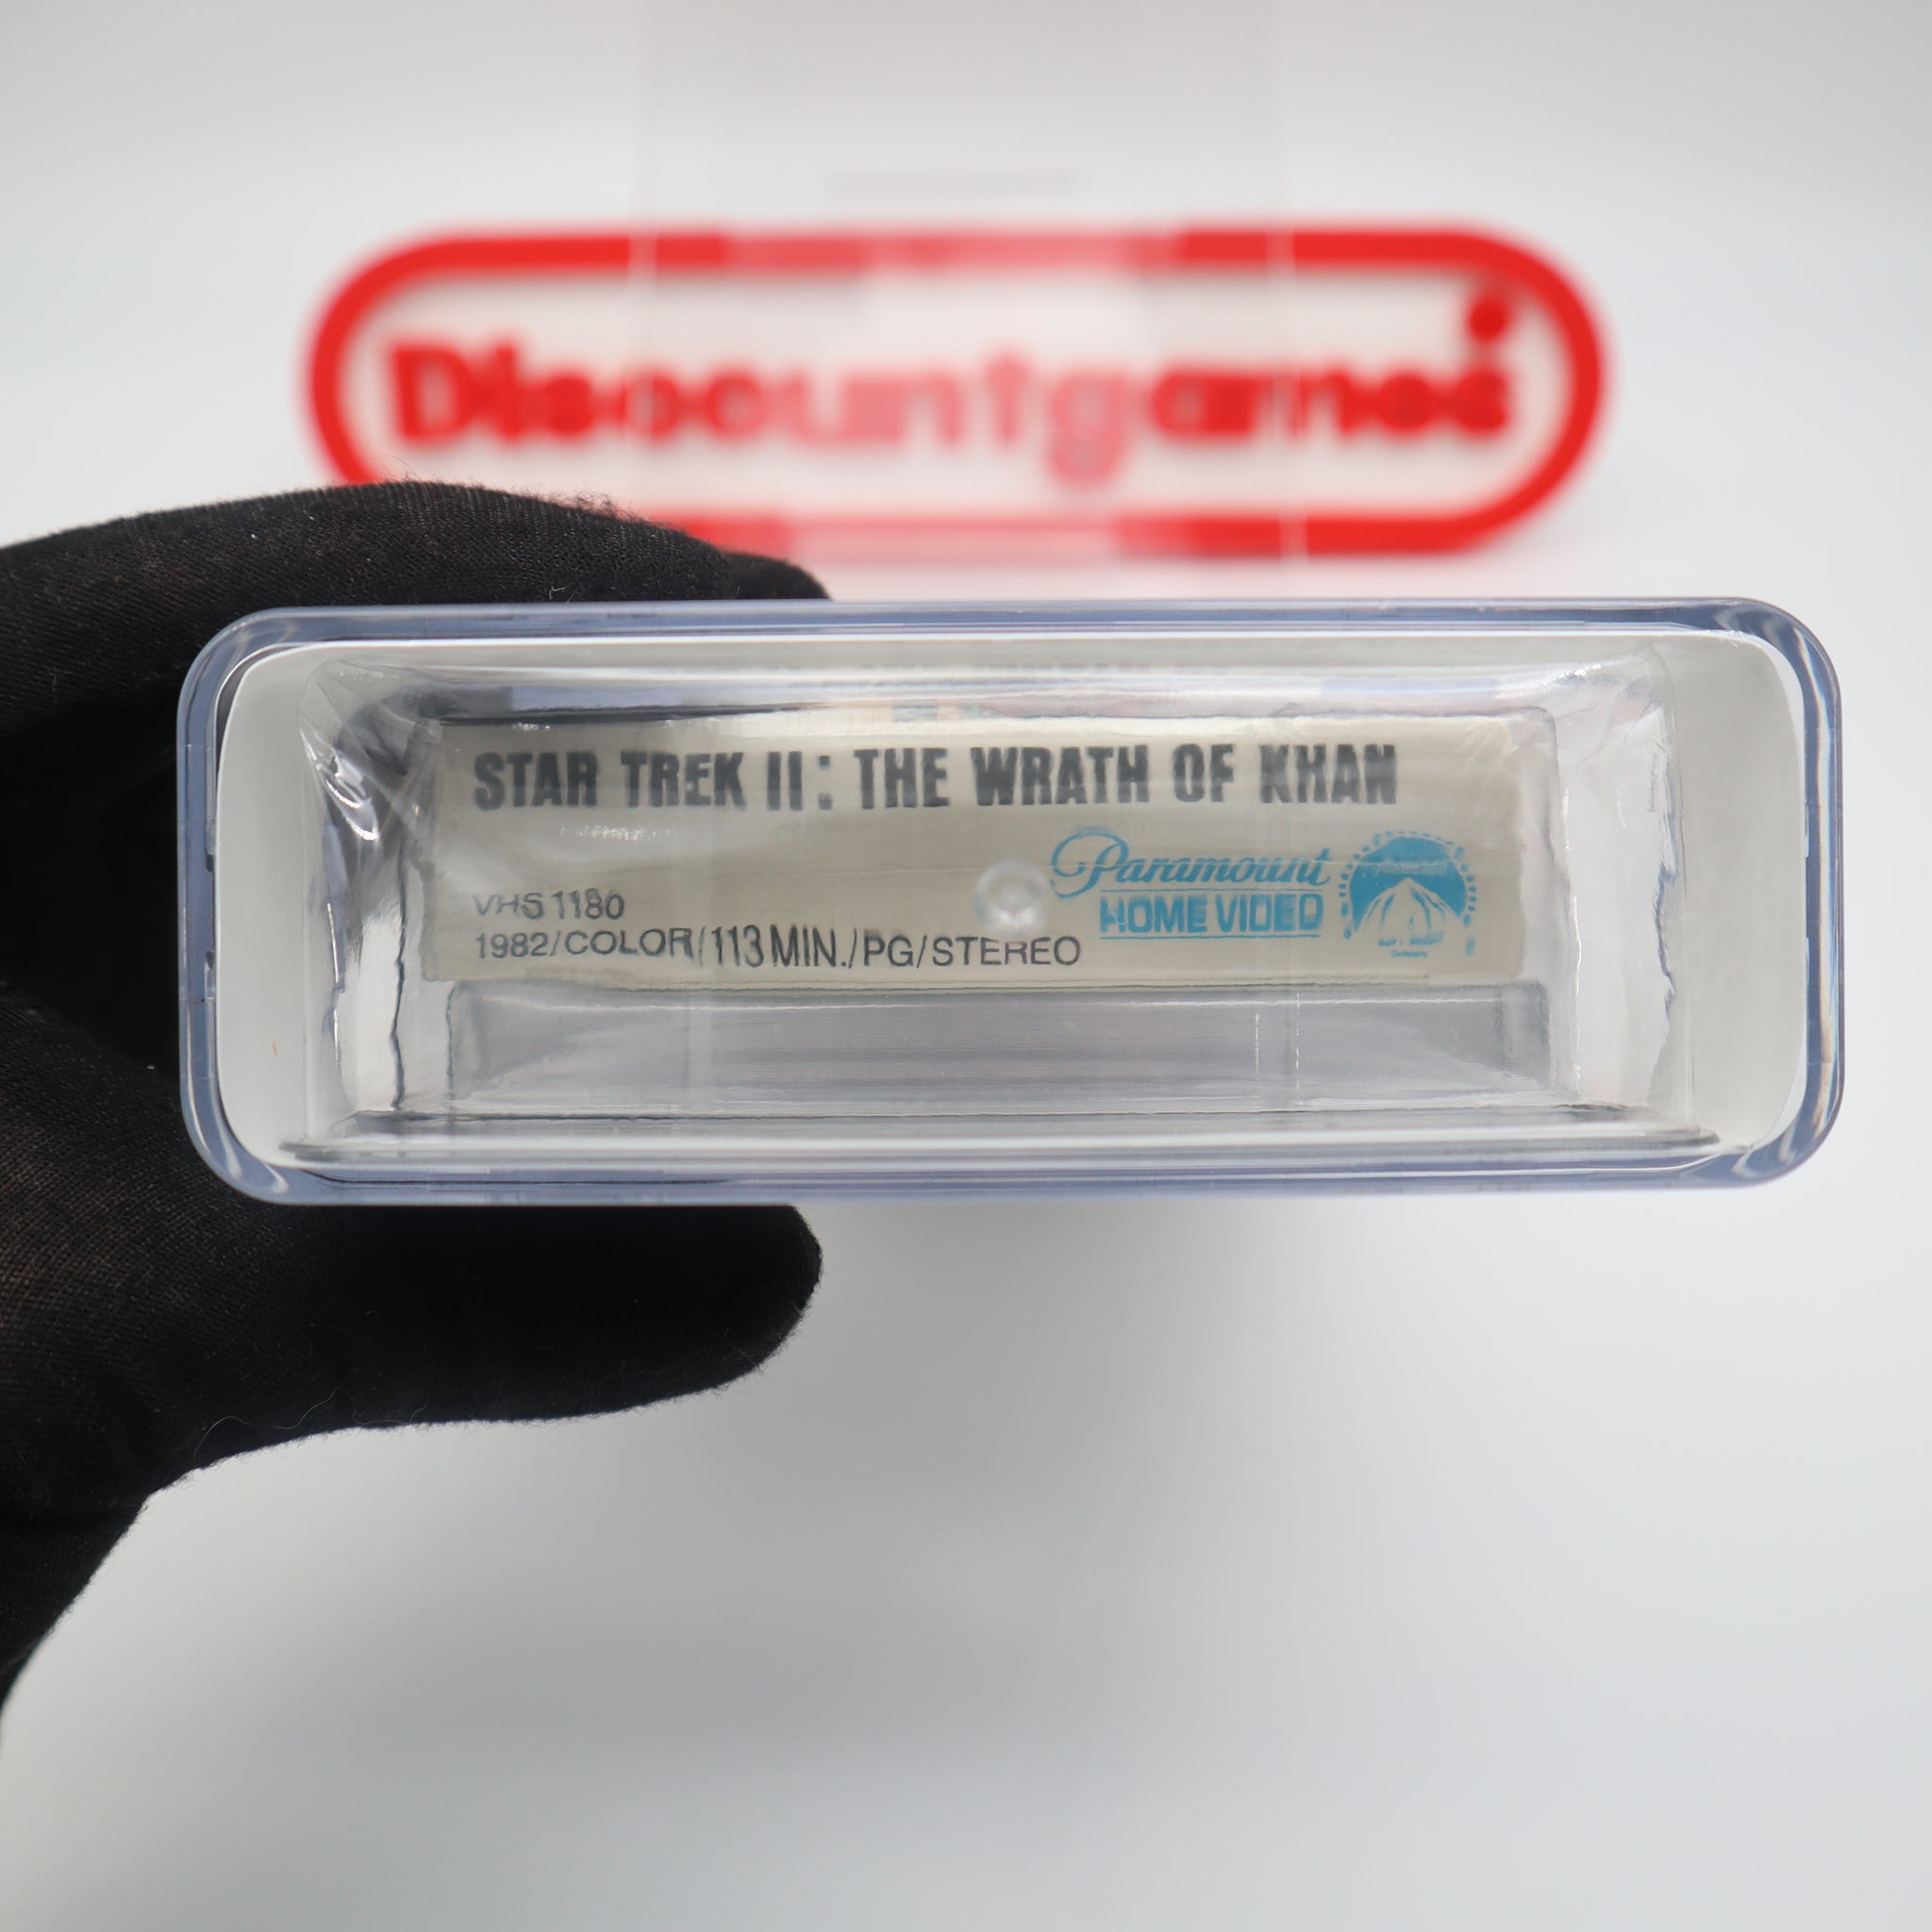 Discountgames
STAR TREK II: THE WRATH OF KHAN
Paramount
HOME VIDEO
VHS 1180
1982/COLOR/113 MIN./PG/STEREO